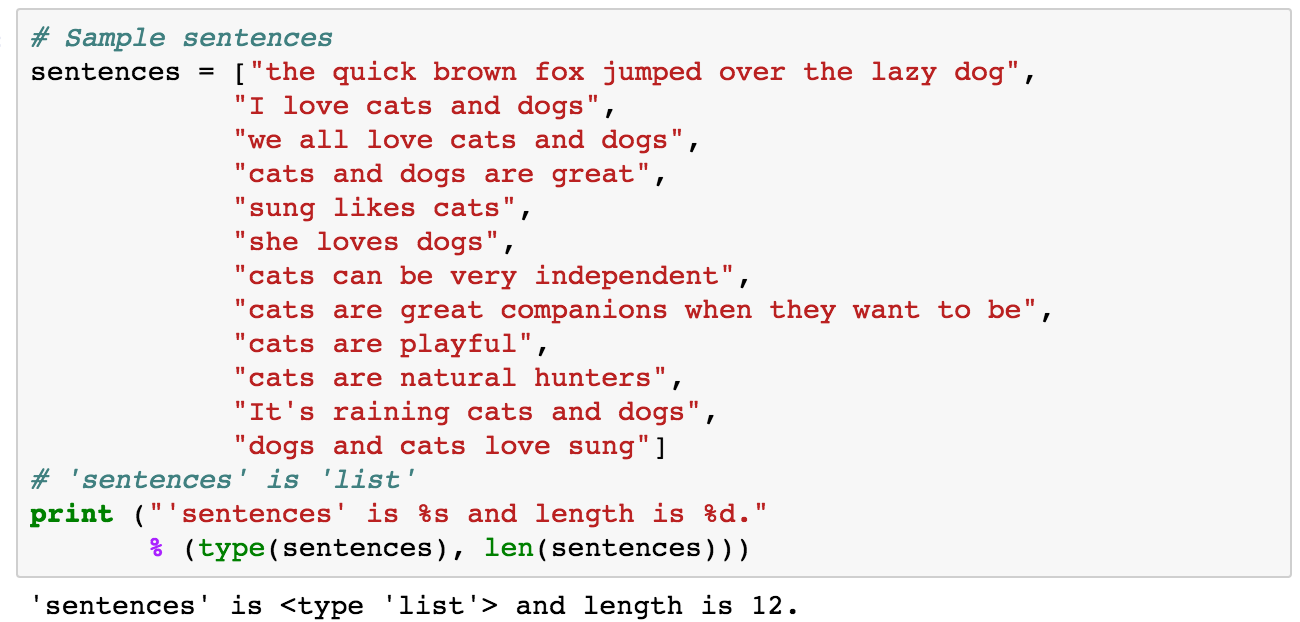 # Sample sentences
sentences = ["the quick brown fox jumped over the lazy dog",
"I love cats and dogs",
"we all love cats and dogs",
"cats and dogs are great",
"sung likes cats",
"she loves dogs",
"cats can be very independent",
"cats are great companions when they want to be",
"cats are playful",
"cats are natural hunters",
"It's raining cats and dogs",
"dogs and cats love sung"]
# 'sentences' is 'list'
print ("'sentences' is %s and length is %d."
% (type(sentences), len(sentences)))
'sentences' is <type 'list'> and length is 12.